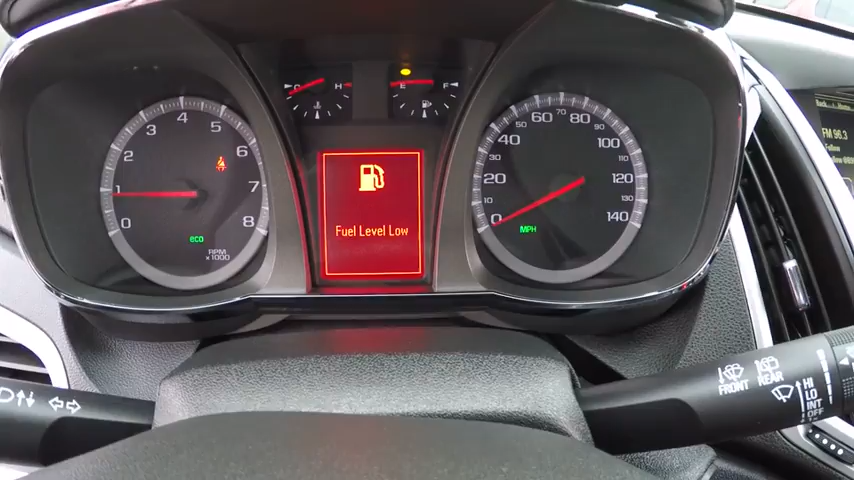 C H
E F
0 1 2 3 4 5 6 7 8
eco
RPM
x1000
Fuel Level Low
0 10 20 30 40 50 60 70 80 90 100 110 120 130 140
MPH
FM 96.3
FRONT
REAR
HI
LO
INT
OFF